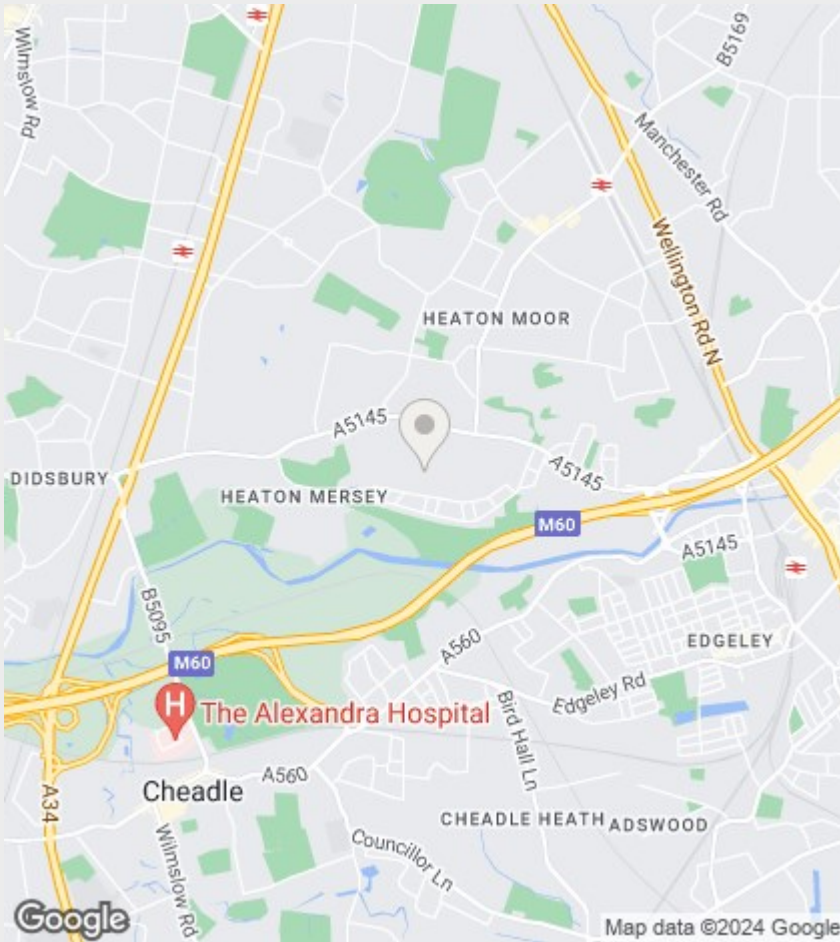 Wilmslow Rd
B5169
Manchester Rd
Wellington Rd N
HEATON MOOR
A5145
DIDSBURY
HEATON MERSEY
A5145
M60
A5145
B5095
EDGELEY
A560
M60
Edgeley Rd
H
The Alexandra Hospital
Bird Hall Ln
A560
Cheadle
A34
CHEADLE HEATH
ADSWOOD
Wilmslow Rd
Councillor Ln
Google
Map data ©2024 Google